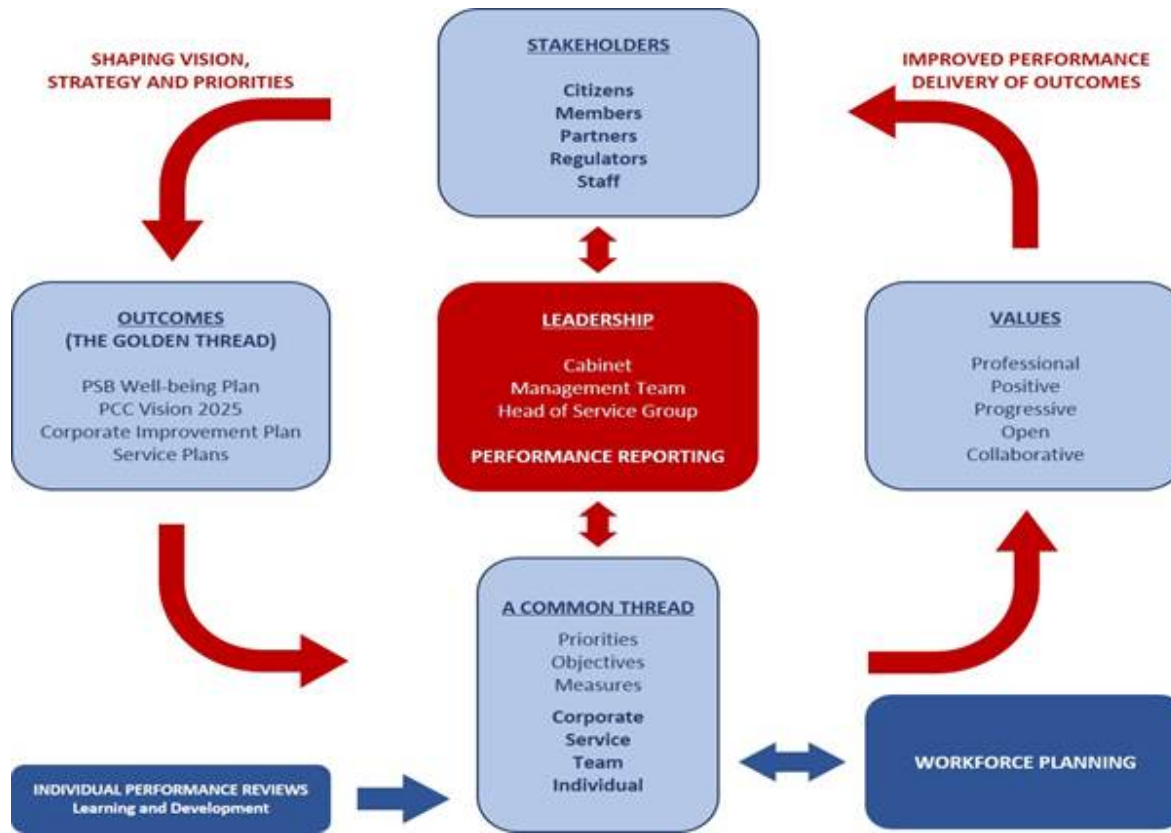 SHAPING VISION,
STRATEGY AND PRIORITIES
STAKEHOLDERS
Citizens
Members
Partners
Regulators
Staff
IMPROVED PERFORMANCE
DELIVERY OF OUTCOMES
OUTCOMES
(THE GOLDEN THREAD)
PSB Well-being Plan
PCC Vision 2025
Corporate Improvement Plan
Service Plans
LEADERSHIP
Cabinet
Management Team
Head of Service Group
PERFORMANCE REPORTING
VALUES
Professional
Positive
Progressive
Open
Collaborative
A COMMON THREAD
Priorities
Objectives
Measures
Corporate
Service
Team
Individual
INDIVIDUAL PERFORMANCE REVIEWS
Learning and Development
WORKFORCE PLANNING